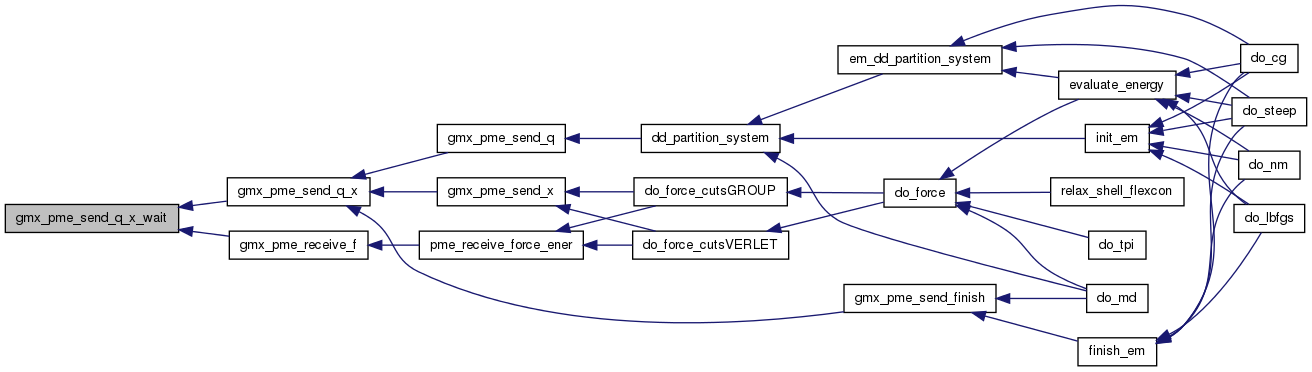 gmx_pme_send_q_x_wait
gmx_pme_send_q_x
gmx_pme_receive_f
gmx_pme_send_q
gmx_pme_send_x
pme_receive_force_ener
dd_partition_system
do_force_cutsGROUP
do_force_cutsVERLET
em_dd_partition_system
do_force
gmx_pme_send_finish
evaluate_energy
init_em
relax_shell_flexcon
do_tpi
do_md
finish_em
do_cg
do_steep
do_nm
do_lbfgs